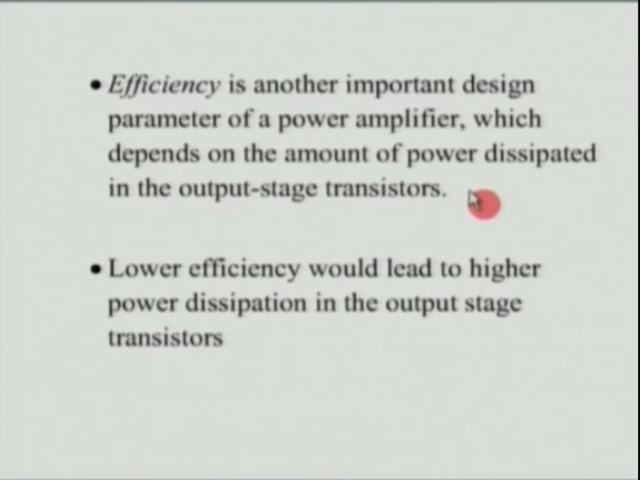 • Efficiency is another important design
parameter of a power amplifier, which
depends on the amount of power dissipated
in the output-stage transistors.
• Lower efficiency would lead to higher
power dissipation in the output stage
transistors